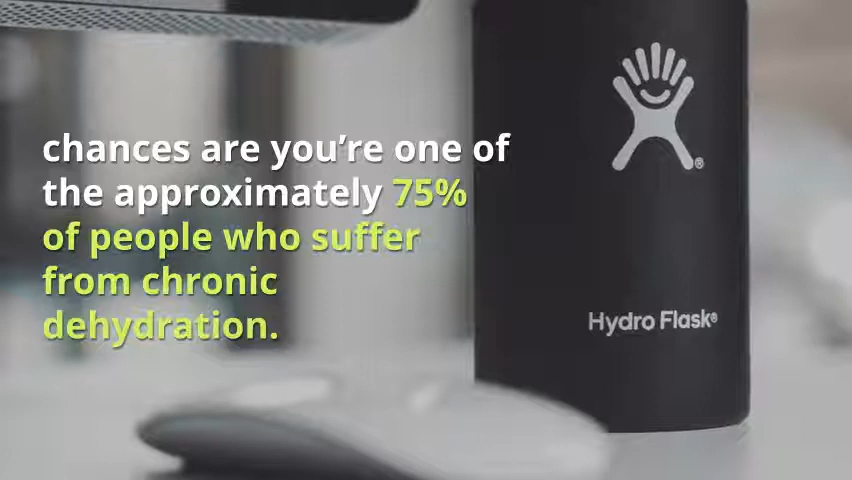 chances are you’re one of
the approximately 75%
of people who suffer
from chronic
dehydration.
Hydro Flask®